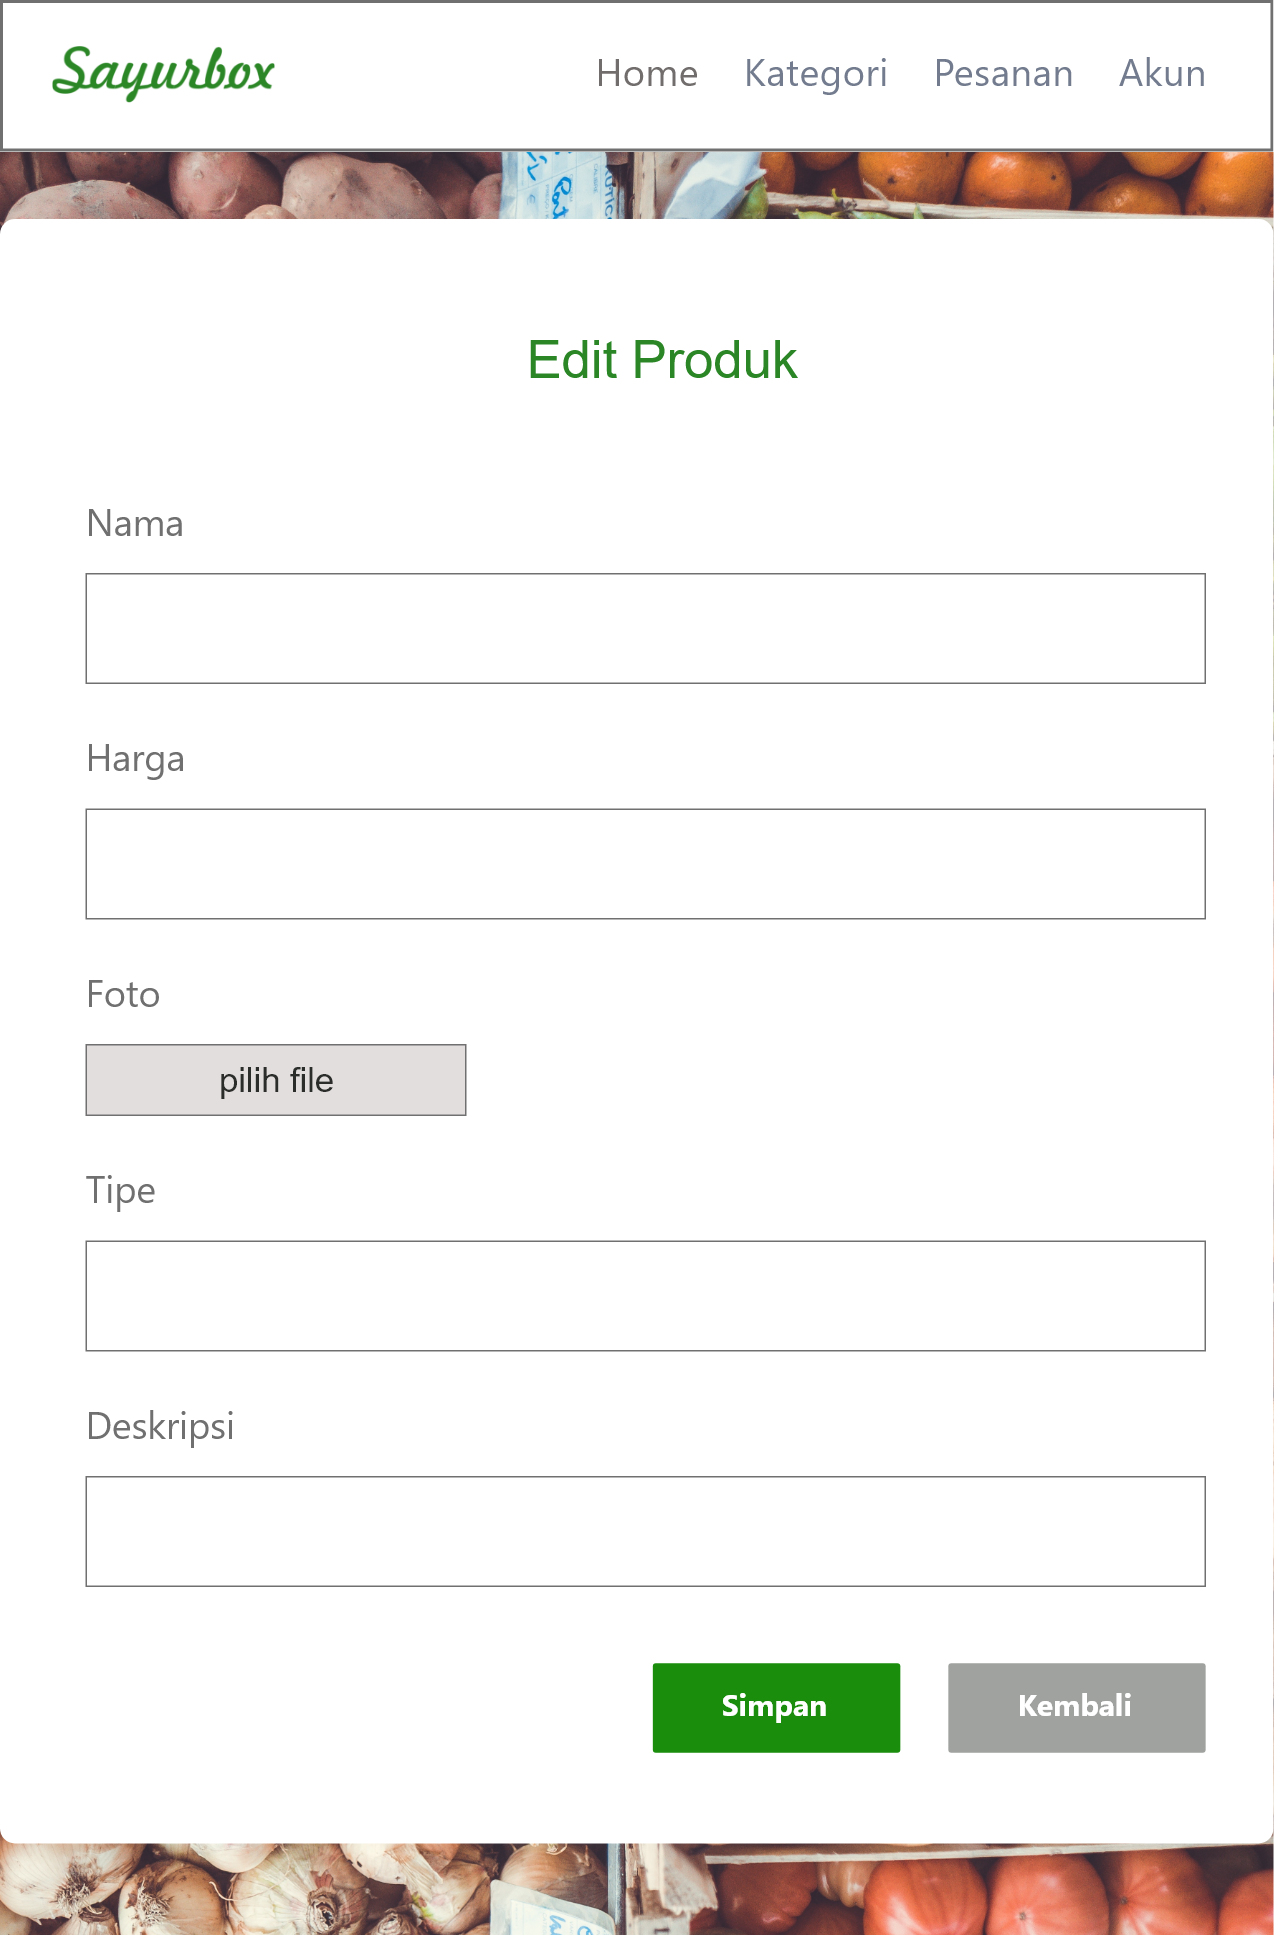 Sayurbox
Home Kategori Pesanan Akun
Edit Produk
Nama
Harga
Foto
pilih file
Tipe
Deskripsi
Simpan Kembali